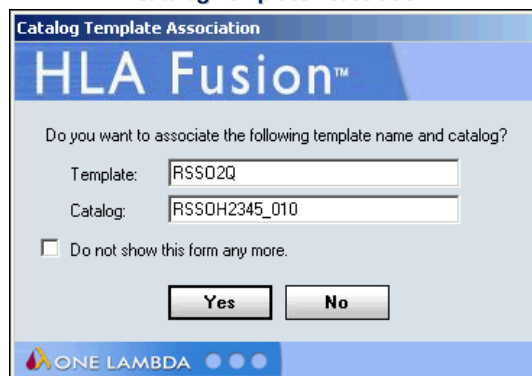 Catalog Template Association
HLA Fusion™
Do you want to associate the following template name and catalog?
Template: RSSO2Q
Catalog: RSSOH2345_010
Do not show this form any more.
Yes No
ONE LAMBDA